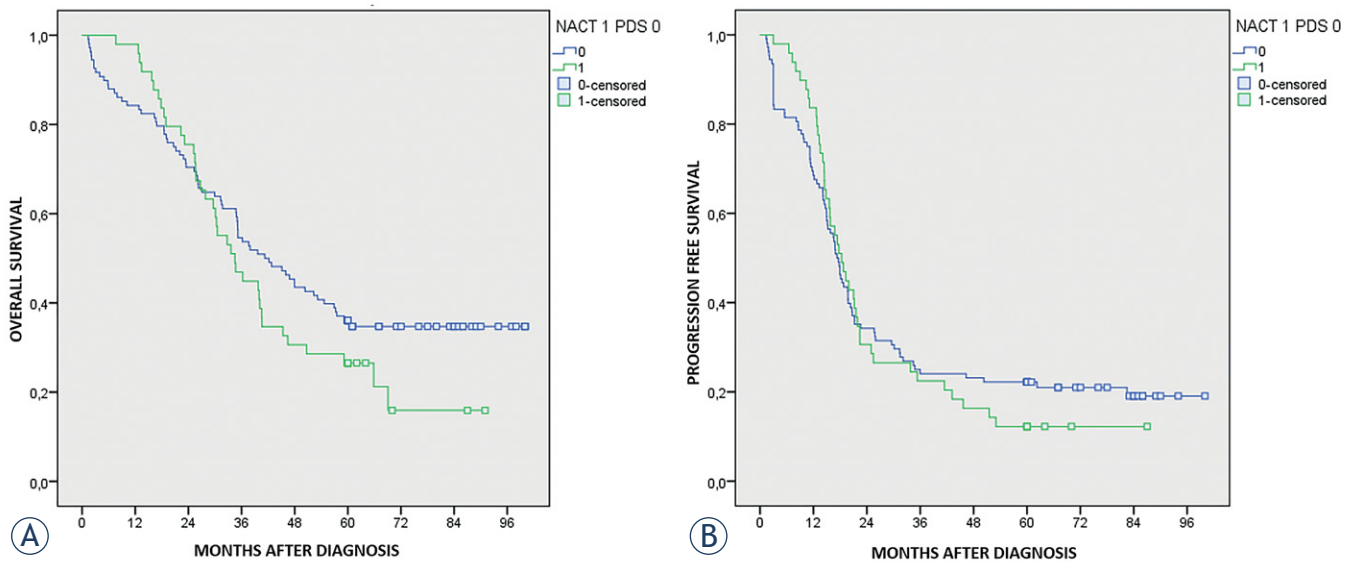 NACT 1 PDS 0
0
1
0-censored
1-censored
1,0
0,8
0,6
0,4
0,2
0,0
OVERALL SURVIVAL
0 12 24 36 48 60 72 84 96
MONTHS AFTER DIAGNOSIS
A
NACT 1 PDS 0
0
1
0-censored
1-censored
1,0
0,8
0,6
0,4
0,2
0,0
PROGRESSION FREE SURVIVAL
0 12 24 36 48 60 72 84 96
MONTHS AFTER DIAGNOSIS
B